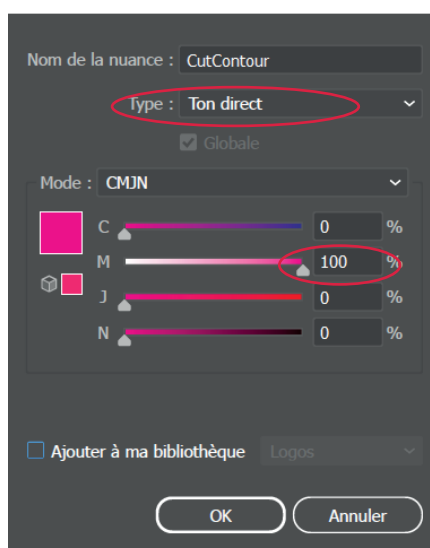 Nom de la nuance : CutContour
Type : Ton direct
Globale
Mode : CMJN
C 0 %
M 100 %
J 0 %
N 0 %
Ajouter à ma bibliothèque Logos
OK Annuler